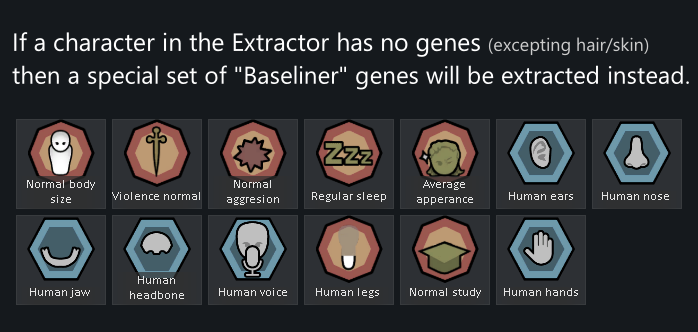 If a character in the Extractor has no genes (excepting hair/skin)
then a special set of "Baseliner" genes will be extracted instead.
Normal body
size
Violence normal
Normal
aggresion
Zzz
Regular sleep
Average
apperance
Human ears
Human nose
Human jaw
Human
headbone
Human voice
Human legs
Normal study
Human hands